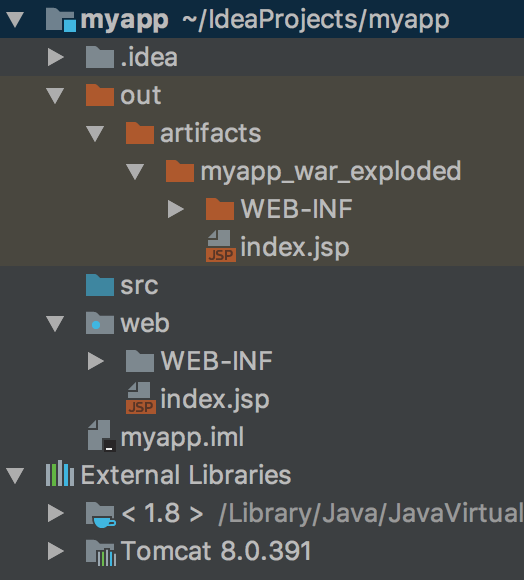 myapp ~/IdeaProjects/myapp
.idea
out
artifacts
myapp_war_exploded
WEB-INF
JSP index.jsp
src
web
WEB-INF
JSP index.jsp
myapp.iml
External Libraries
< 1.8 > /Library/Java/JavaVirtual
Tomcat 8.0.391